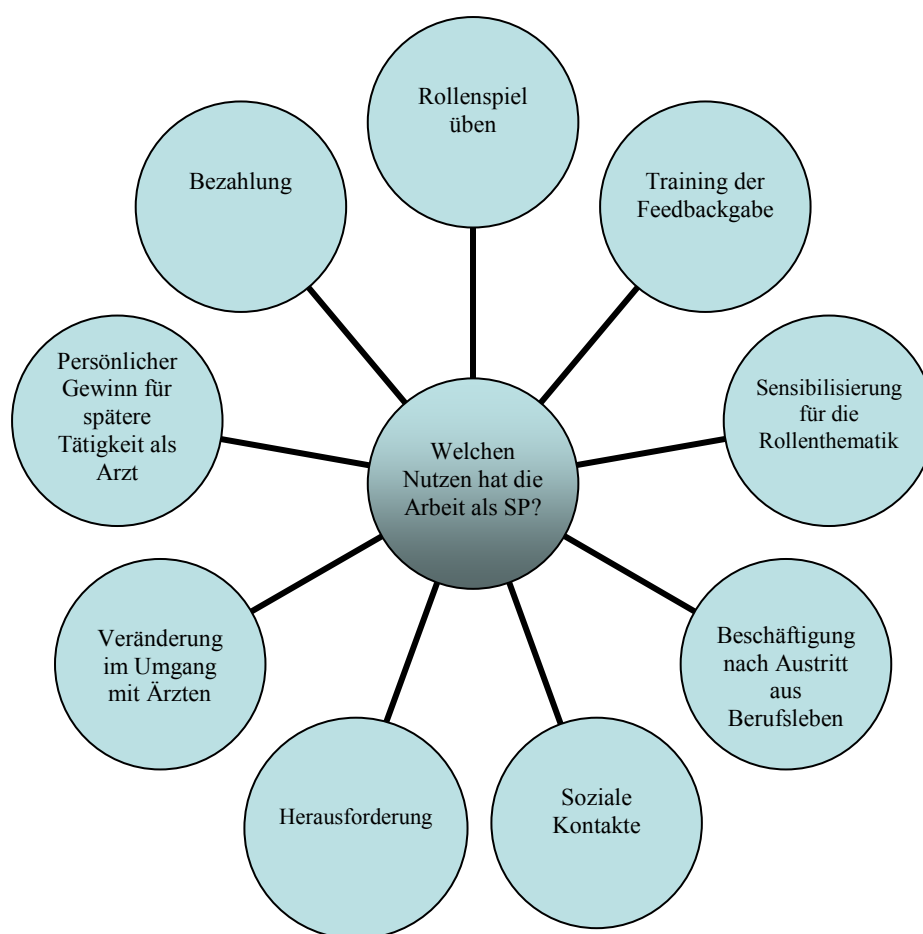 Rollenspiel
üben
Bezahlung
Training der
Feedbackgabe
Persönlicher
Gewinn für
spätere
Tätigkeit als
Arzt
Sensibilisierung
für die
Rollenthematik
Welchen
Nutzen hat die
Arbeit als SP?
Veränderung
im Umgang
mit Ärzten
Beschäftigung
nach Austritt
aus
Berufsleben
Herausforderung
Soziale
Kontakte